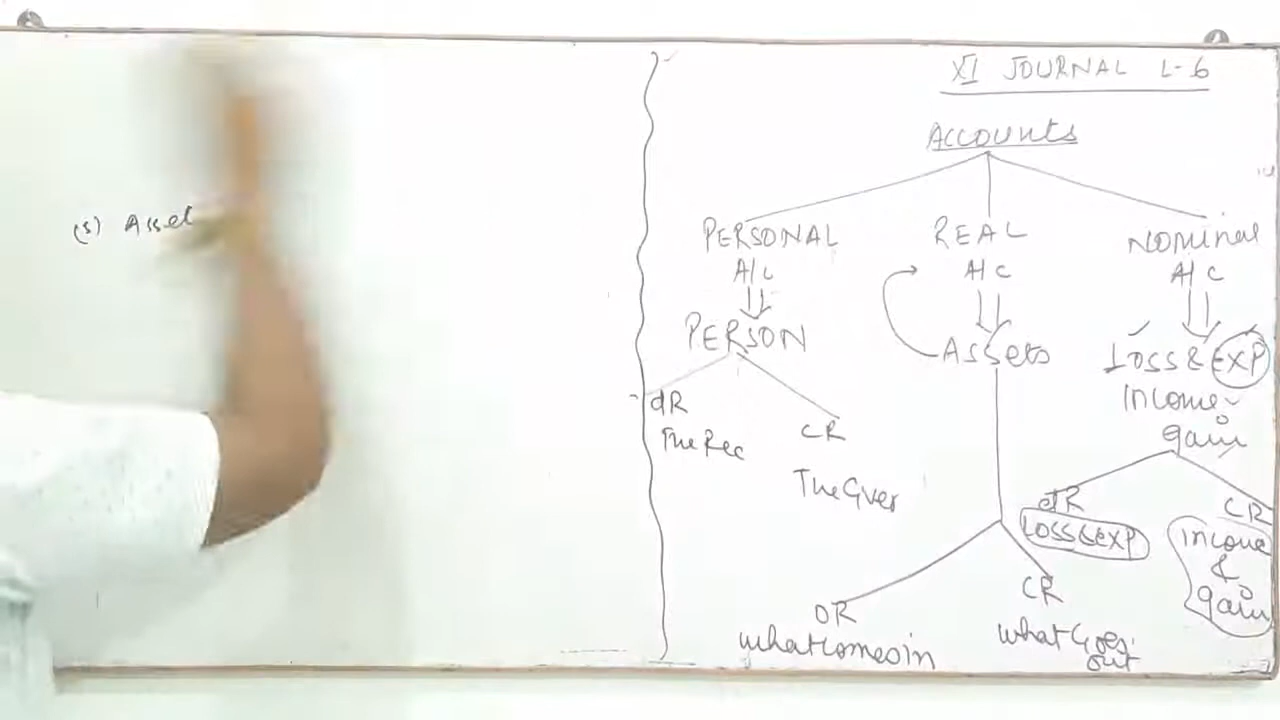 XI JOURNAL L-6
ACCOUNTS
PERSONAL
A/C
PERSON
DR
The Rec
CR
The Giver
REAL
A/C
Assets
DR
what comes in
CR
what Goes
out
Nominal
A/C
Loss & EXP
Income
gain
DR
Loss & EXP
CR
Income
&
gain
(5) Asset